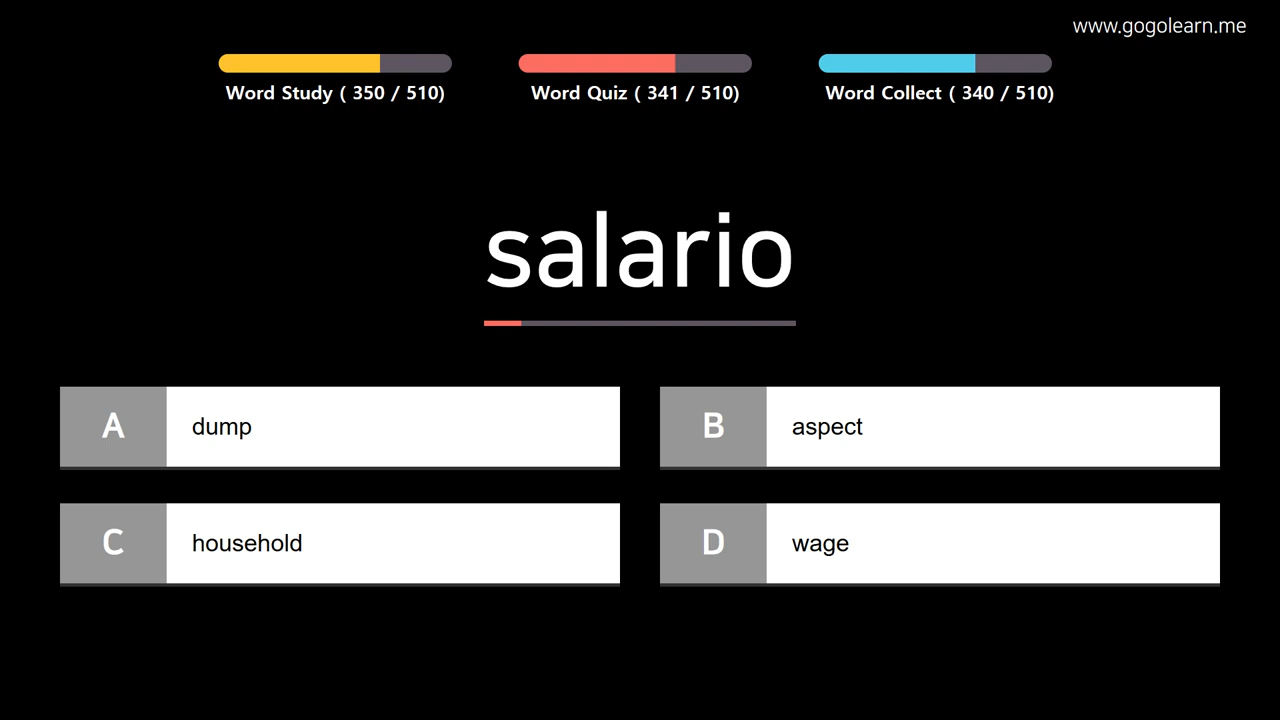 www.gogolearn.me
Word Study ( 350 / 510)
Word Quiz ( 341 / 510)
Word Collect ( 340 / 510)
salario
A dump
B aspect
C household
D wage